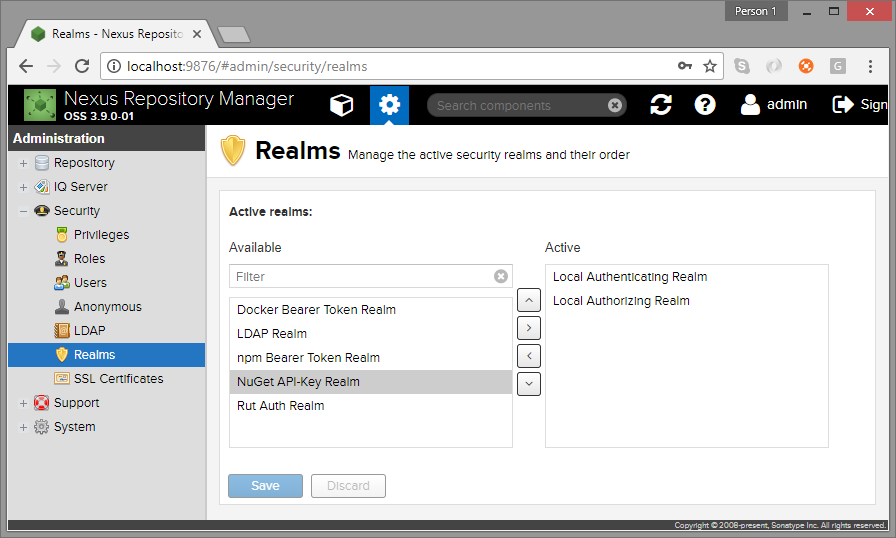 Person 1
Realms - Nexus Reposito
localhost:9876/#admin/security/realms
G
Nexus Repository Manager
OSS 3.9.0-01
Search components
admin
Sign
Administration
Repository
IQ Server
Security
Privileges
Roles
Users
Anonymous
LDAP
Realms
SSL Certificates
Support
System
Realms Manage the active security realms and their order
Active realms:
Available
Filter
Docker Bearer Token Realm
LDAP Realm
npm Bearer Token Realm
NuGet API-Key Realm
Rut Auth Realm
Active
Local Authenticating Realm
Local Authorizing Realm
Save
Discard
Copyright © 2008-present, Sonatype Inc. All rights reserved.